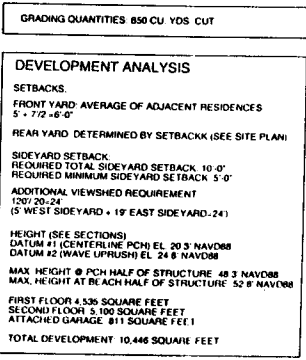 GRADING QUANTITIES: 850 CU. YDS. CUT
DEVELOPMENT ANALYSIS
SETBACKS.
FRONT YARD: AVERAGE OF ADJACENT RESIDENCES
5' + 7'/2 =6'-0"
REAR YARD DETERMINED BY SETBACKK (SEE SITE PLAN)
SIDEYARD SETBACK:
REQUIRED TOTAL SIDEYARD SETBACK 10'-0"
REQUIRED MINIMUM SIDEYARD SETBACK 5'-0"
ADDITIONAL VIEWSHED REQUIREMENT
120'/ 20=24'
(5' WEST SIDEYARD + 19' EAST SIDEYARD=24')
HEIGHT (SEE SECTIONS)
DATUM #1 (CENTERLINE PCH) EL 20 3' NAVD88
DATUM #2 (WAVE UPRUSH) EL 24 8' NAVD88
MAX HEIGHT @ PCH HALF OF STRUCTURE 48 3' NAVD88
MAX. HEIGHT AT BEACH HALF OF STRUCTURE 52 8' NAVD88
FIRST FLOOR 4,535 SQUARE FEET
SECOND FLOOR 5,100 SQUARE FEET
ATTACHED GARAGE 811 SQUARE FEET
TOTAL DEVELOPMENT 10,446 SQUARE FEET